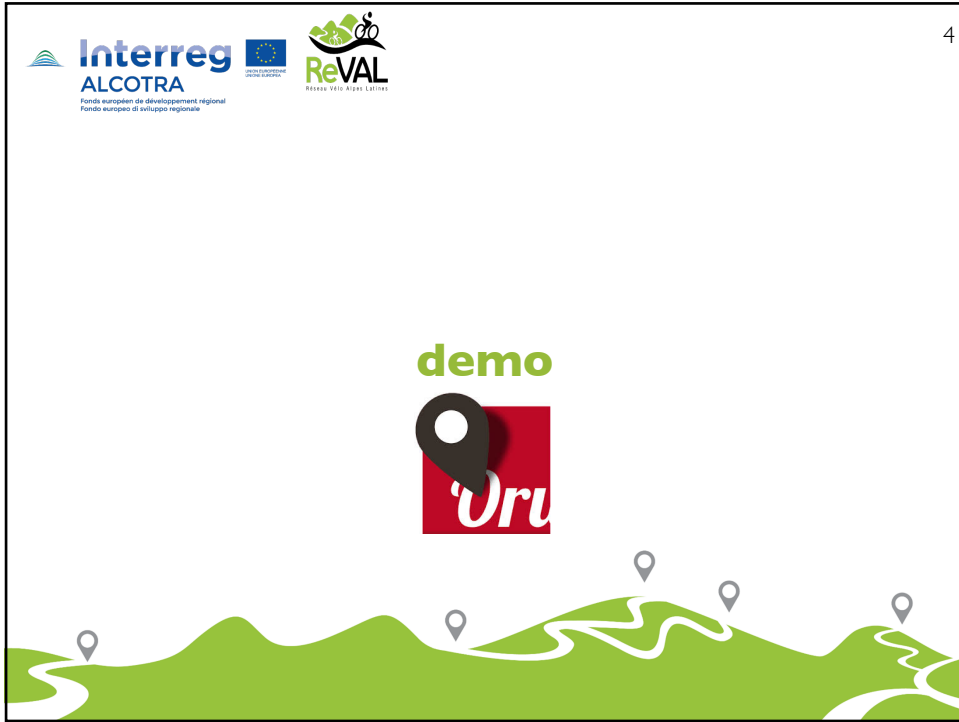 4
Interreg
ALCOTRA
Fonds européen de développement régional
Fondo europeo di sviluppo regionale
UNION EUROPÉENNE
UNIONE EUROPEA
ReVAL
Réseau Vélo Alpes Latines
demo
Oru